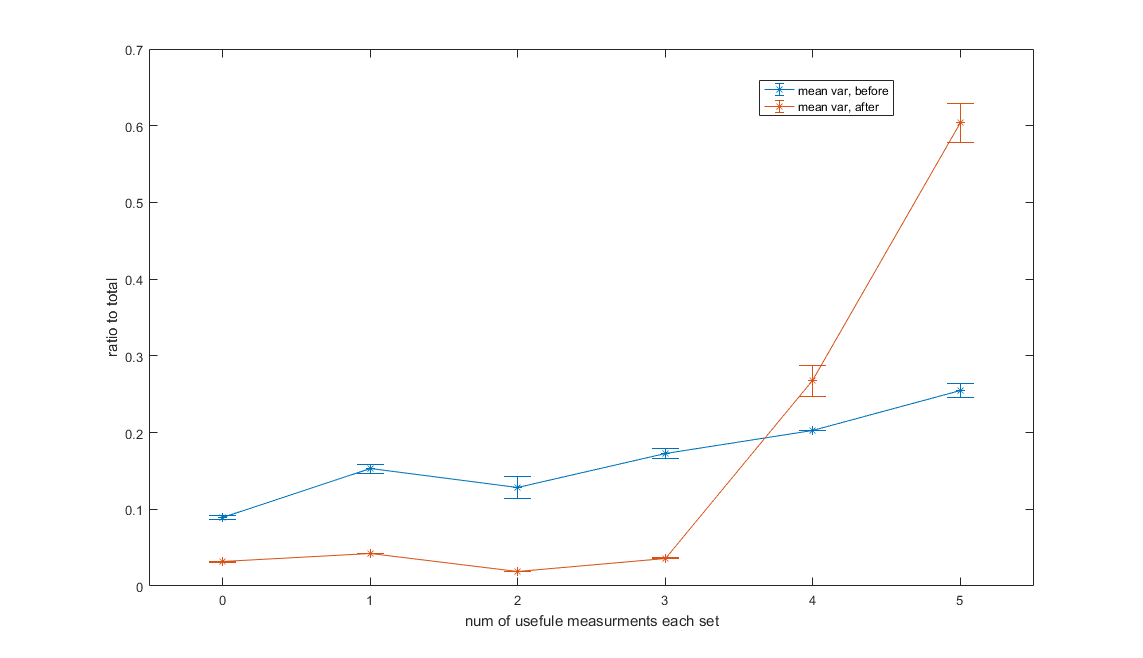 0.7
0.6
0.5
0.4
0.3
0.2
0.1
0
ratio to total
mean var, before
mean var, after
0 1 2 3 4 5
num of usefule measurments each set